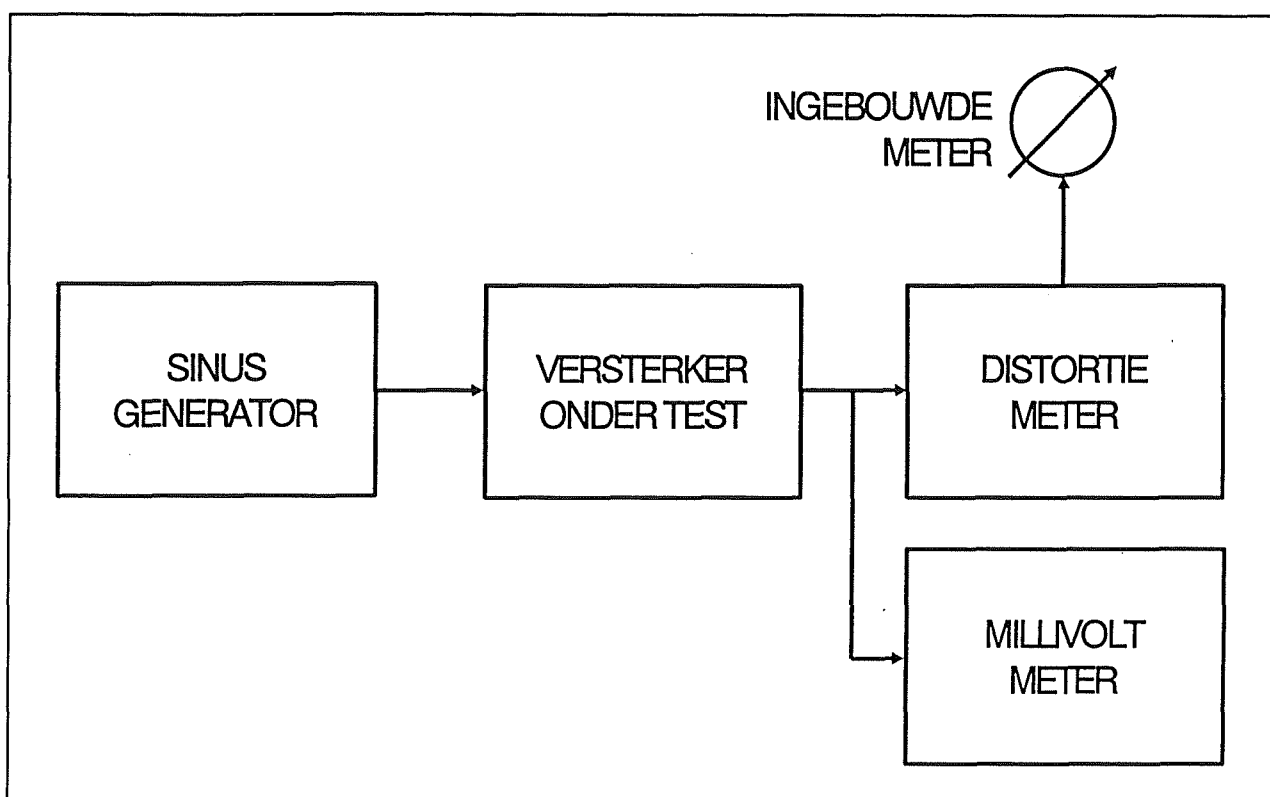 INGEBOUWDE
METER
SINUS
GENERATOR
VERSTERKER
ONDER TEST
DISTORTIE
METER
MILLIVOLT
METER